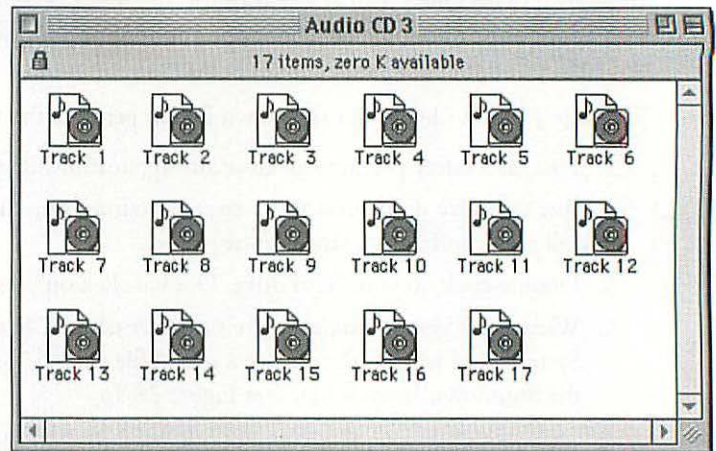 Audio CD 3
17 items, zero K available
Track 1 Track 2 Track 3 Track 4 Track 5 Track 6
Track 7 Track 8 Track 9 Track 10 Track 11 Track 12
Track 13 Track 14 Track 15 Track 16 Track 17